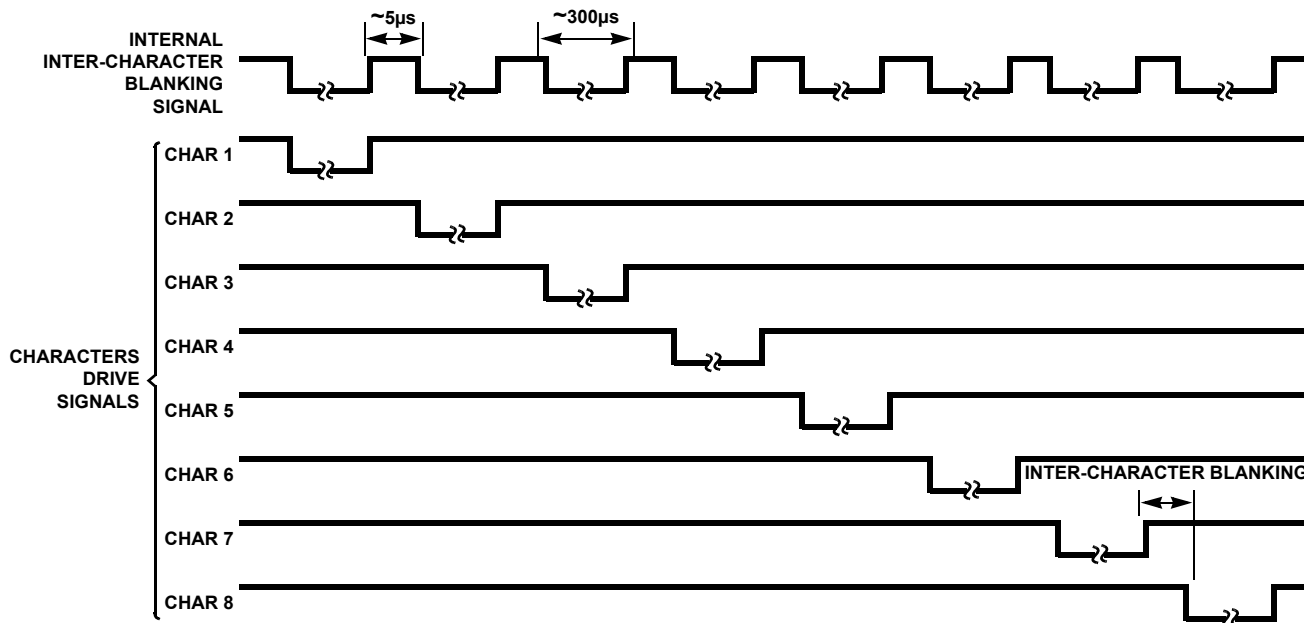 ~5µs
~300µs
INTERNAL
INTER-CHARACTER
BLANKING
SIGNAL
CHAR 1
CHAR 2
CHAR 3
CHAR 4
CHARACTERS
DRIVE
SIGNALS
CHAR 5
CHAR 6
INTER-CHARACTER BLANKING
CHAR 7
CHAR 8